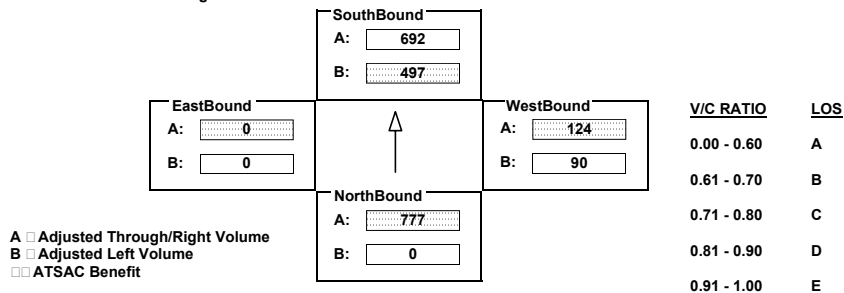 SouthBound
A: 692
B: 497
EastBound
A: 0
B: 0
WestBound
A: 124
B: 90
NorthBound
A: 777
B: 0
A □ Adjusted Through/Right Volume
B □ Adjusted Left Volume
□□ ATSAC Benefit
V/C RATIO LOS
0.00 - 0.60 A
0.61 - 0.70 B
0.71 - 0.80 C
0.81 - 0.90 D
0.91 - 1.00 E